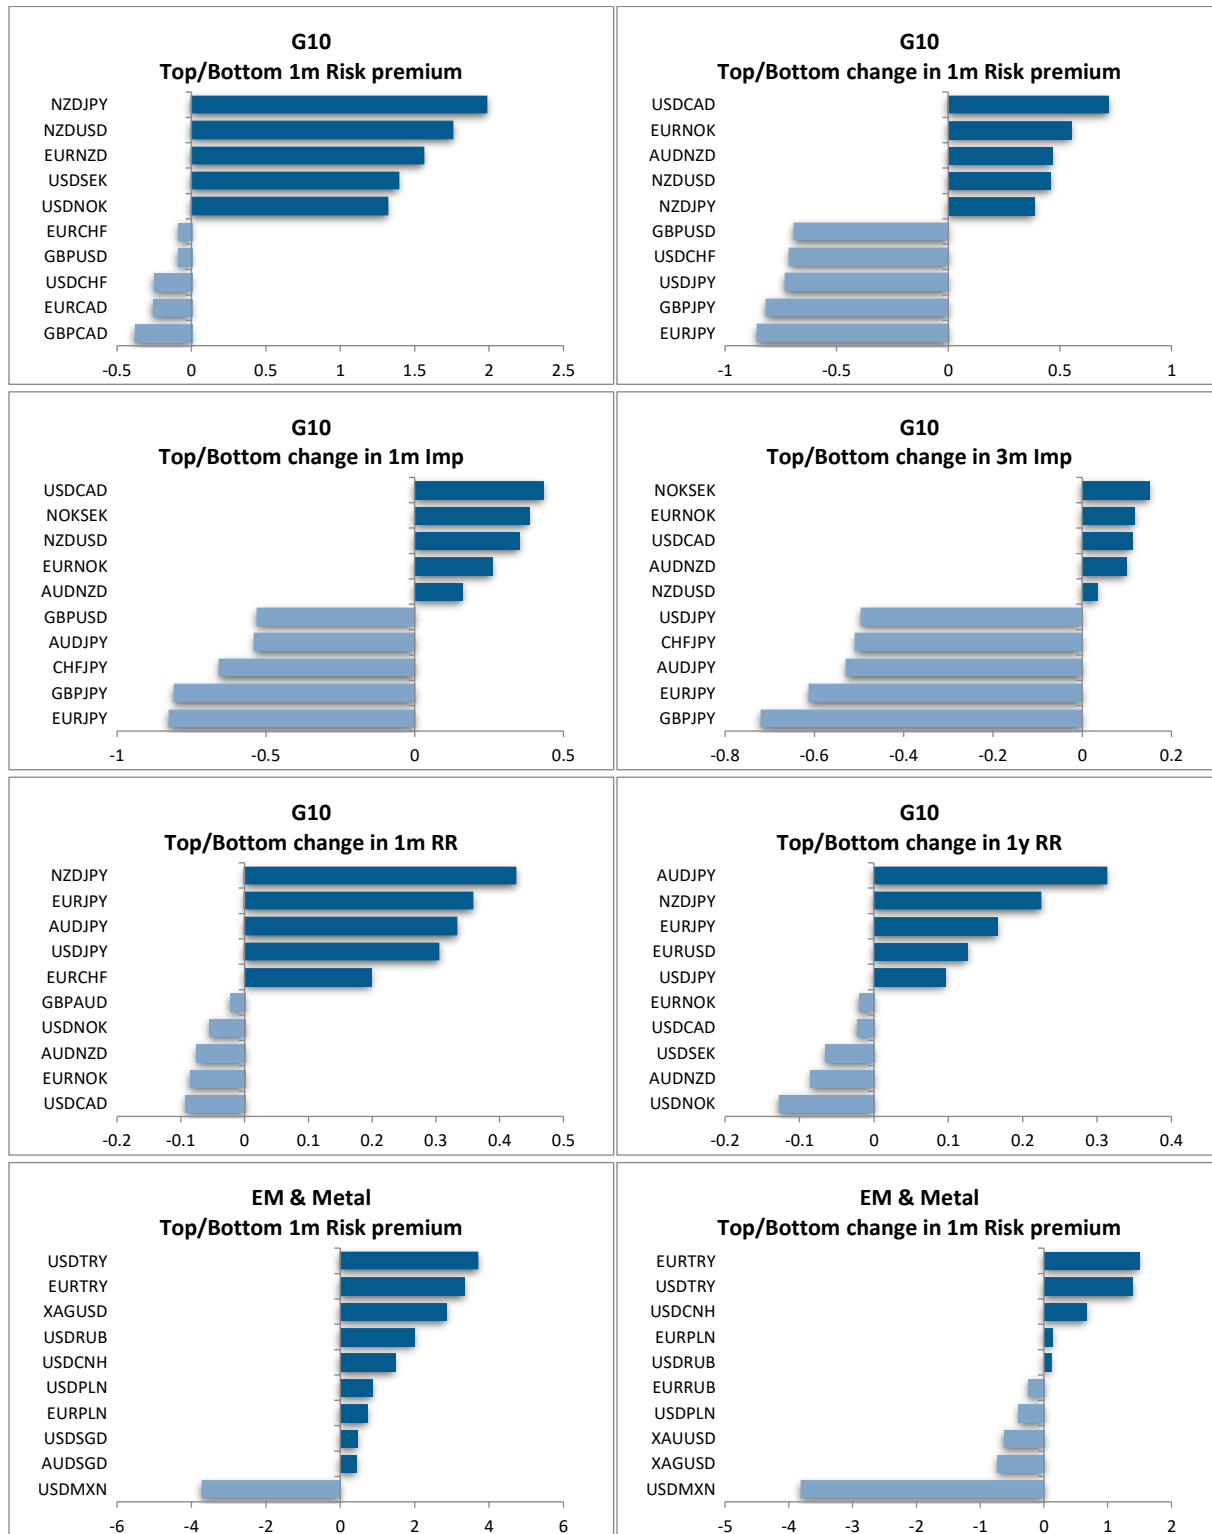 G10
Top/Bottom 1m Risk premium
NZDJPY
NZDUSD
EURNZD
USDSEK
USDNOK
EURCHF
GBPUSD
USDCHF
EURCAD
GBPCAD
-0.5 0 0.5 1 1.5 2 2.5
G10
Top/Bottom change in 1m Risk premium
USDCAD
EURNOK
AUDNZD
NZDUSD
NZDJPY
GBPUSD
USDCHF
USDJPY
GBPJPY
EURJPY
-1 -0.5 0 0.5 1
G10
Top/Bottom change in 1m Imp
USDCAD
NOKSEK
NZDUSD
EURNOK
AUDNZD
GBPUSD
AUDJPY
CHFJPY
GBPJPY
EURJPY
-1 -0.5 0 0.5
G10
Top/Bottom change in 3m Imp
NOKSEK
EURNOK
USDCAD
AUDNZD
NZDUSD
USDJPY
CHFJPY
AUDJPY
EURJPY
GBPJPY
-0.8 -0.6 -0.4 -0.2 0 0.2
G10
Top/Bottom change in 1m RR
NZDJPY
EURJPY
AUDJPY
USDJPY
EURCHF
GBPAUD
USDNOK
AUDNZD
EURNOK
USDCAD
-0.2 -0.1 0 0.1 0.2 0.3 0.4 0.5
G10
Top/Bottom change in 1y RR
AUDJPY
NZDJPY
EURJPY
EURUSD
USDJPY
EURNOK
USDCAD
USDSEK
AUDNZD
USDNOK
-0.2 -0.1 0 0.1 0.2 0.3 0.4
EM & Metal
Top/Bottom 1m Risk premium
USDTRY
EURTRY
XAGUSD
USDRUB
USDCNH
USDPLN
EURPLN
USDSGD
AUDSGD
USDMXN
-6 -4 -2 0 2 4 6
EM & Metal
Top/Bottom change in 1m Risk premium
EURTRY
USDTRY
USDCNH
EURPLN
USDRUB
EURRUB
USDPLN
XAUUSD
XAGUSD
USDMXN
-5 -4 -3 -2 -1 0 1 2